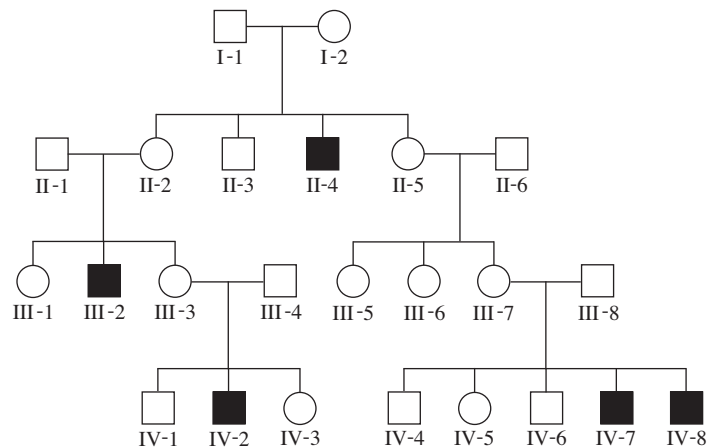 I-1 I-2
II-1 II-2 II-3 II-4 II-5 II-6
III-1 III-2 III-3 III-4 III-5 III-6 III-7 III-8
IV-1 IV-2 IV-3 IV-4 IV-5 IV-6 IV-7 IV-8